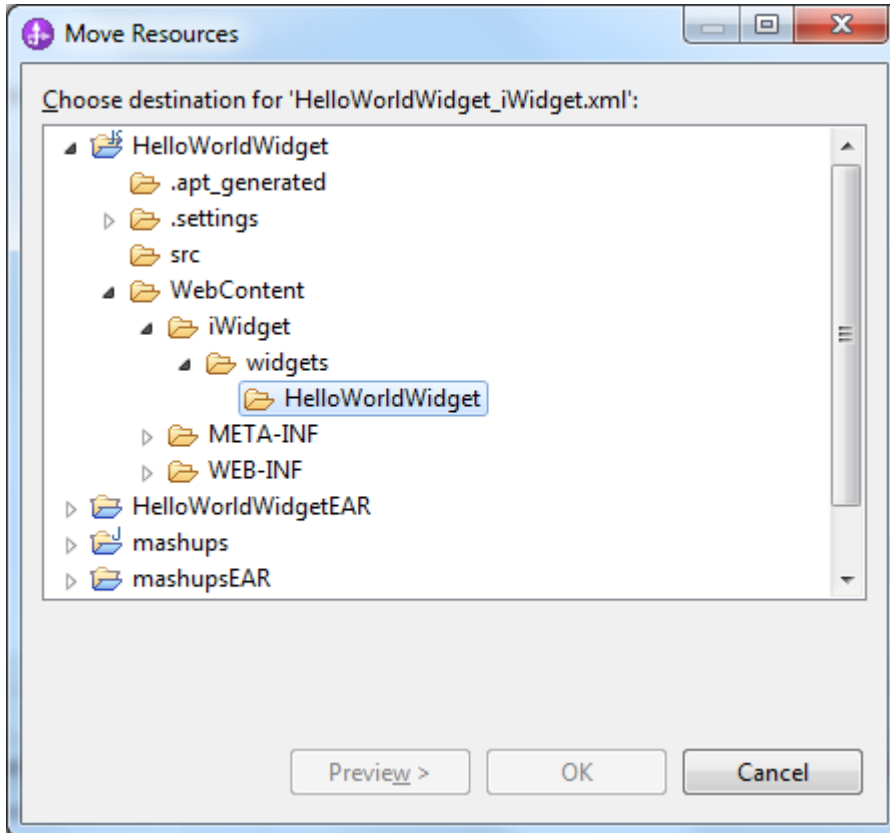 Move Resources
Choose destination for 'HelloWorldWidget_iWidget.xml':
HelloWorldWidget
.apt_generated
.settings
src
WebContent
iWidget
widgets
HelloWorldWidget
META-INF
WEB-INF
HelloWorldWidgetEAR
mashups
mashupsEAR
Preview > OK Cancel